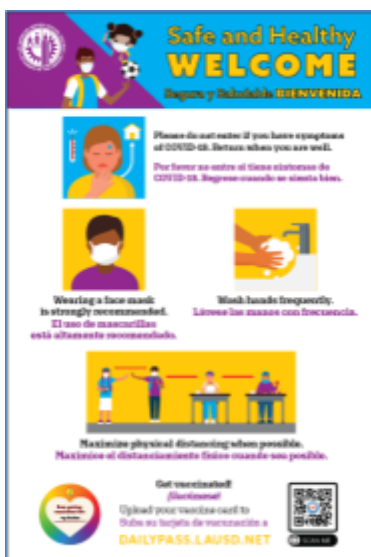 Safe and Healthy
WELCOME
Segura y Saludable BIENVENIDA
Please do not enter if you have symptoms
of COVID-19. Return when you are well.
Por favor no entre si tiene síntomas de
COVID-19. Regrese cuando se sienta bien.
Wearing a face mask
is strongly recommended.
El uso de mascarillas
está altamente recomendado.
Wash hands frequently.
Lávese las manos con frecuencia.
Maximize physical distancing when possible.
Maximice el distanciamiento físico cuando sea posible.
Get vaccinated!
¡Vacúnese!
Upload your vaccine card to
Suba su tarjeta de vacunación a
DAILYPASS.LAUSD.NET
SCAN ME